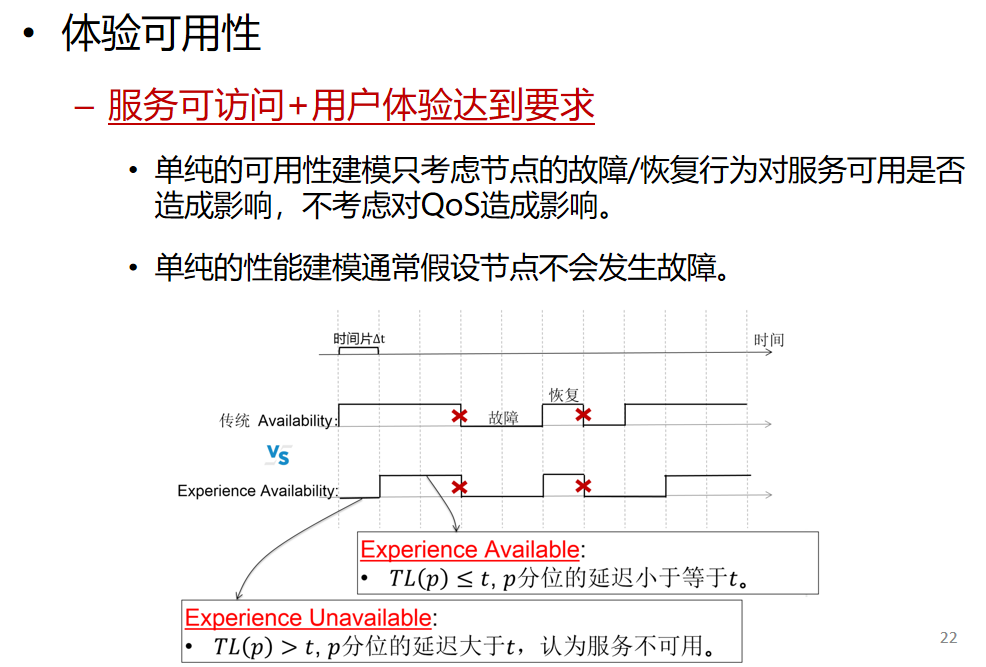 • 体验可用性
– 服务可访问+用户体验达到要求
• 单纯的可用性建模只考虑节点的故障/恢复行为对服务可用是否
造成影响，不考虑对QoS造成影响。
• 单纯的性能建模通常假设节点不会发生故障。
时间片Δt
时间
恢复
传统 Availability:
故障
VS
Experience Availability:
Experience Available:
• TL(p) ≤ t, p分位的延迟小于等于t。
Experience Unavailable:
• TL(p) > t, p分位的延迟大于t，认为服务不可用。
22